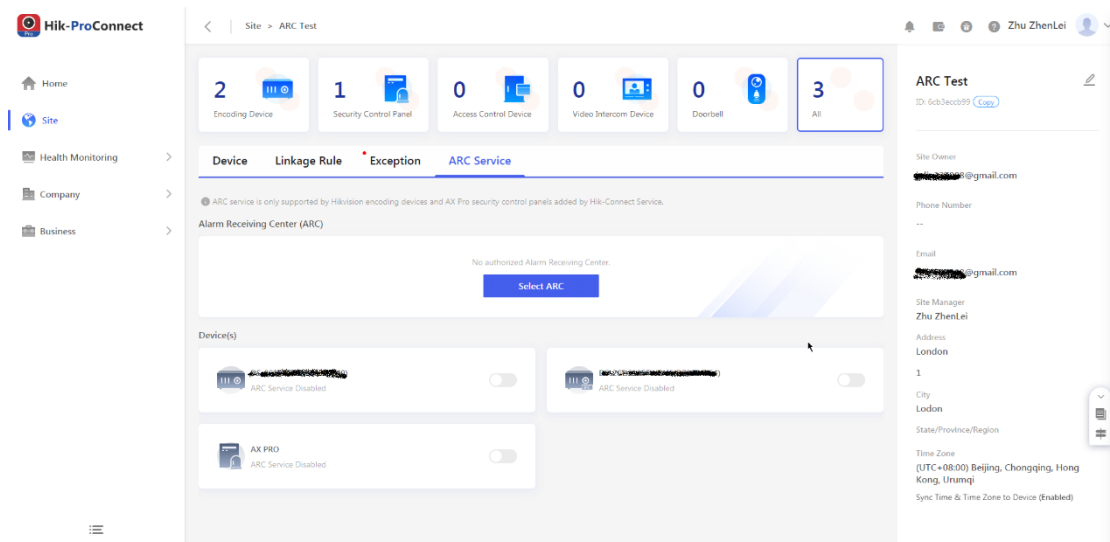 Hik-ProConnect
Pro
Site > ARC Test
Zhu ZhenLei
Home
Site
Health Monitoring
Company
Business
2
Encoding Device
1
Security Control Panel
0
Access Control Device
0
Video Intercom Device
0
Doorbell
3
All
Device Linkage Rule Exception ARC Service
ARC service is only supported by Hikvision encoding devices and AX Pro security control panels added by Hik-Connect Service.
Alarm Receiving Center (ARC)
No authorized Alarm Receiving Center.
Select ARC
Device(s)
ARC Service Disabled
ARC Service Disabled
AX PRO
ARC Service Disabled
ARC Test
ID: 6cb3eccb99 Copy
Site Owner
@gmail.com
Phone Number
--
Email
@gmail.com
Site Manager
Zhu ZhenLei
Address
London
1
City
Lodon
State/Province/Region
Time Zone
(UTC+08:00) Beijing, Chongqing, Hong
Kong, Urumqi
Sync Time & Time Zone to Device (Enabled)